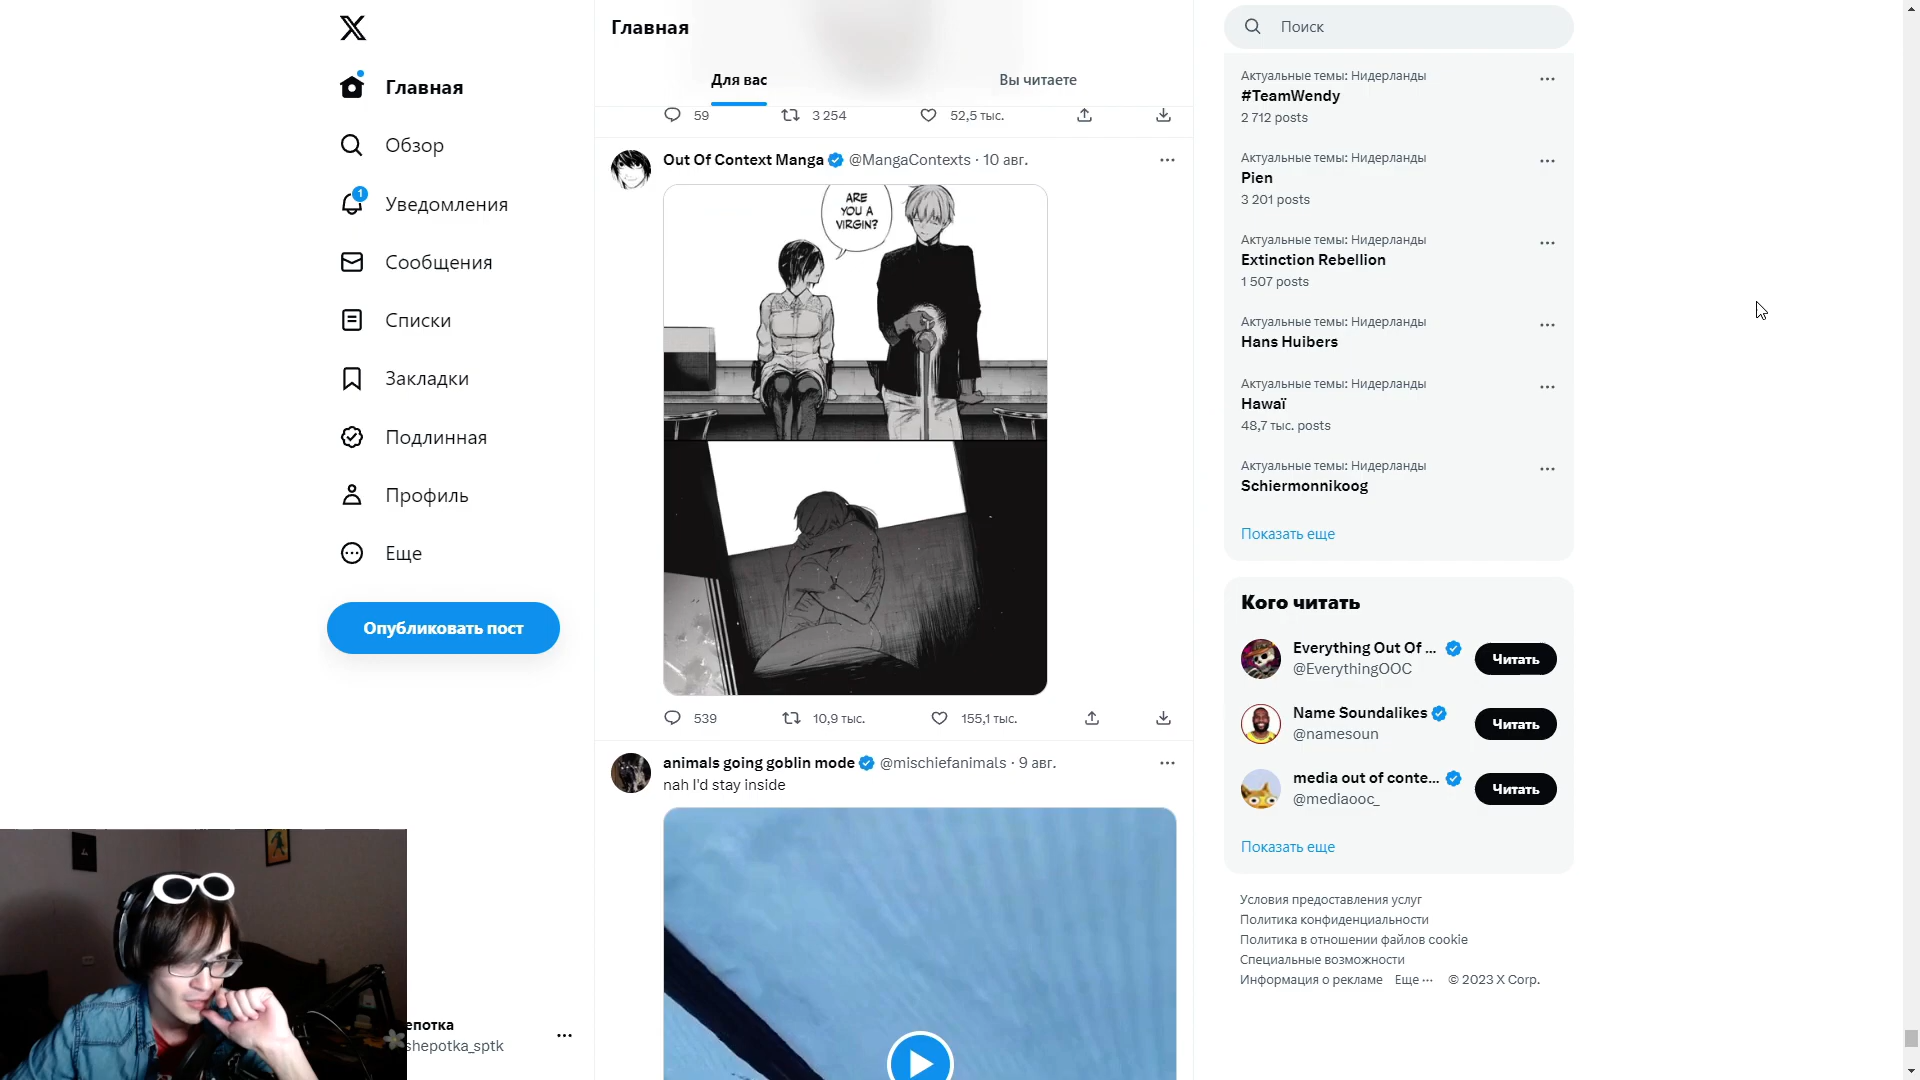 Главная
Обзор
1
Уведомления
Сообщения
Списки
Закладки
Подлинная
Профиль
Еще
Опубликовать пост
епотка
shepotka_sptk
Главная
Для вас
Вы читаете
59
3 254
52,5 тыс.
Out Of Context Manga @MangaContexts · 10 авг.
ARE
YOU A
VIRGIN?
539
10,9 тыс.
155,1 тыс.
animals going goblin mode @mischiefanimals · 9 авг.
nah I'd stay inside
Поиск
Актуальные темы: Нидерланды
#TeamWendy
2 712 posts
Актуальные темы: Нидерланды
Pien
3 201 posts
Актуальные темы: Нидерланды
Extinction Rebellion
1 507 posts
Актуальные темы: Нидерланды
Hans Huibers
Актуальные темы: Нидерланды
Hawaï
48,7 тыс. posts
Актуальные темы: Нидерланды
Schiermonnikoog
Показать еще
Кого читать
Everything Out Of ...
@EverythingOOC
Читать
Name Soundalikes
@namesoun
Читать
media out of conte...
@mediaooc_
Читать
Показать еще
Условия предоставления услуг
Политика конфиденциальности
Политика в отношении файлов cookie
Специальные возможности
Информация о рекламе Еще ··· © 2023 X Corp.